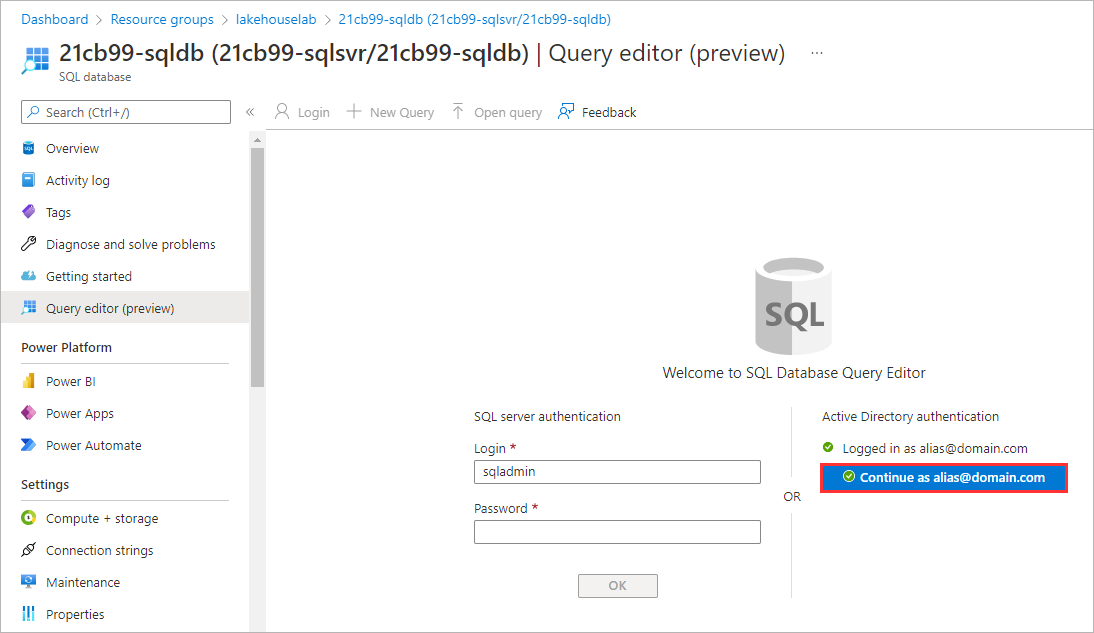 Dashboard > Resource groups > lakehouselab > 21cb99-sqldb (21cb99-sqlsvr/21cb99-sqldb)
21cb99-sqldb (21cb99-sqlsvr/21cb99-sqldb) | Query editor (preview) ...
SQL database
Search (Ctrl+/)
«
Login
New Query
Open query
Feedback
SQL
Overview
Activity log
Tags
Diagnose and solve problems
Getting started
Query editor (preview)
Power Platform
Power BI
Power Apps
Power Automate
Settings
Compute + storage
Connection strings
Maintenance
Properties
SQL
Welcome to SQL Database Query Editor
SQL server authentication
Login *
sqladmin
Password *
OK
OR
Active Directory authentication
Logged in as alias@domain.com
Continue as alias@domain.com